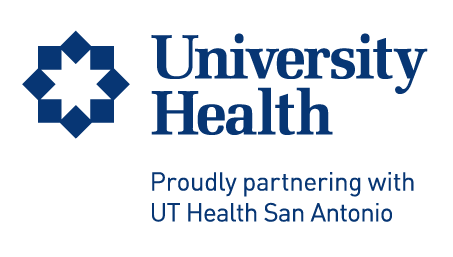 University
Health
Proudly partnering with
UT Health San Antonio